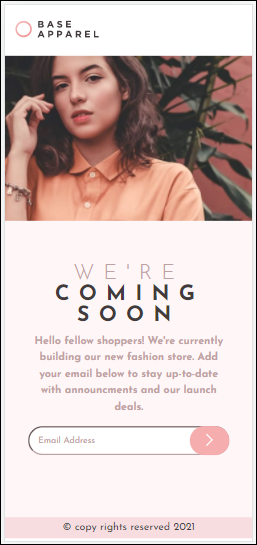 BASE
APPAREL
WE'RE
COMING
SOON
Hello fellow shoppers! We're currently
building our new fashion store. Add
your email below to stay up-to-date
with announcments and our launch
deals.
Email Address
© copy rights reserved 2021